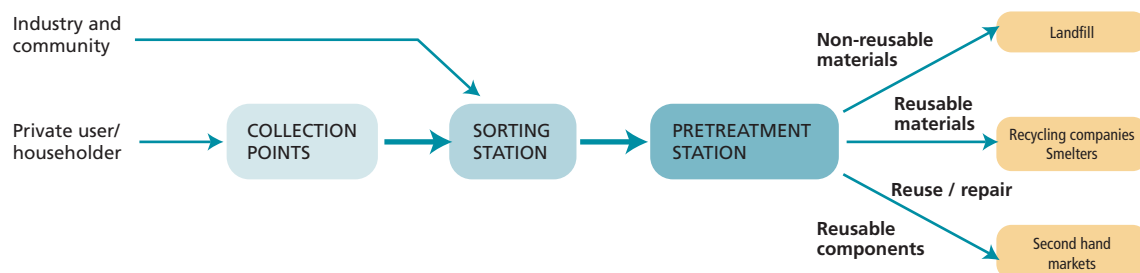 Industry and
community
Private user/
householder
COLLECTION
POINTS
SORTING
STATION
PRETREATMENT
STATION
Non-reusable
materials
Reusable
materials
Reuse / repair
Reusable
components
Landfill
Recycling companies
Smelters
Second hand
markets